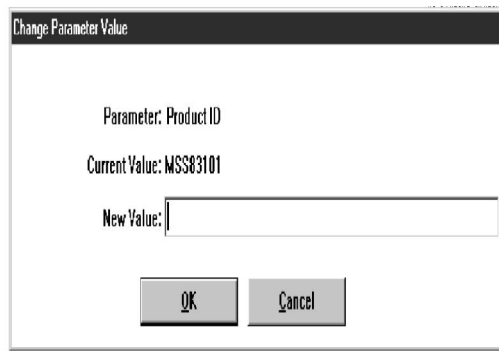 Change Parameter Value
Parameter: Product ID
Current Value: MSS83101
New Value:
OK Cancel